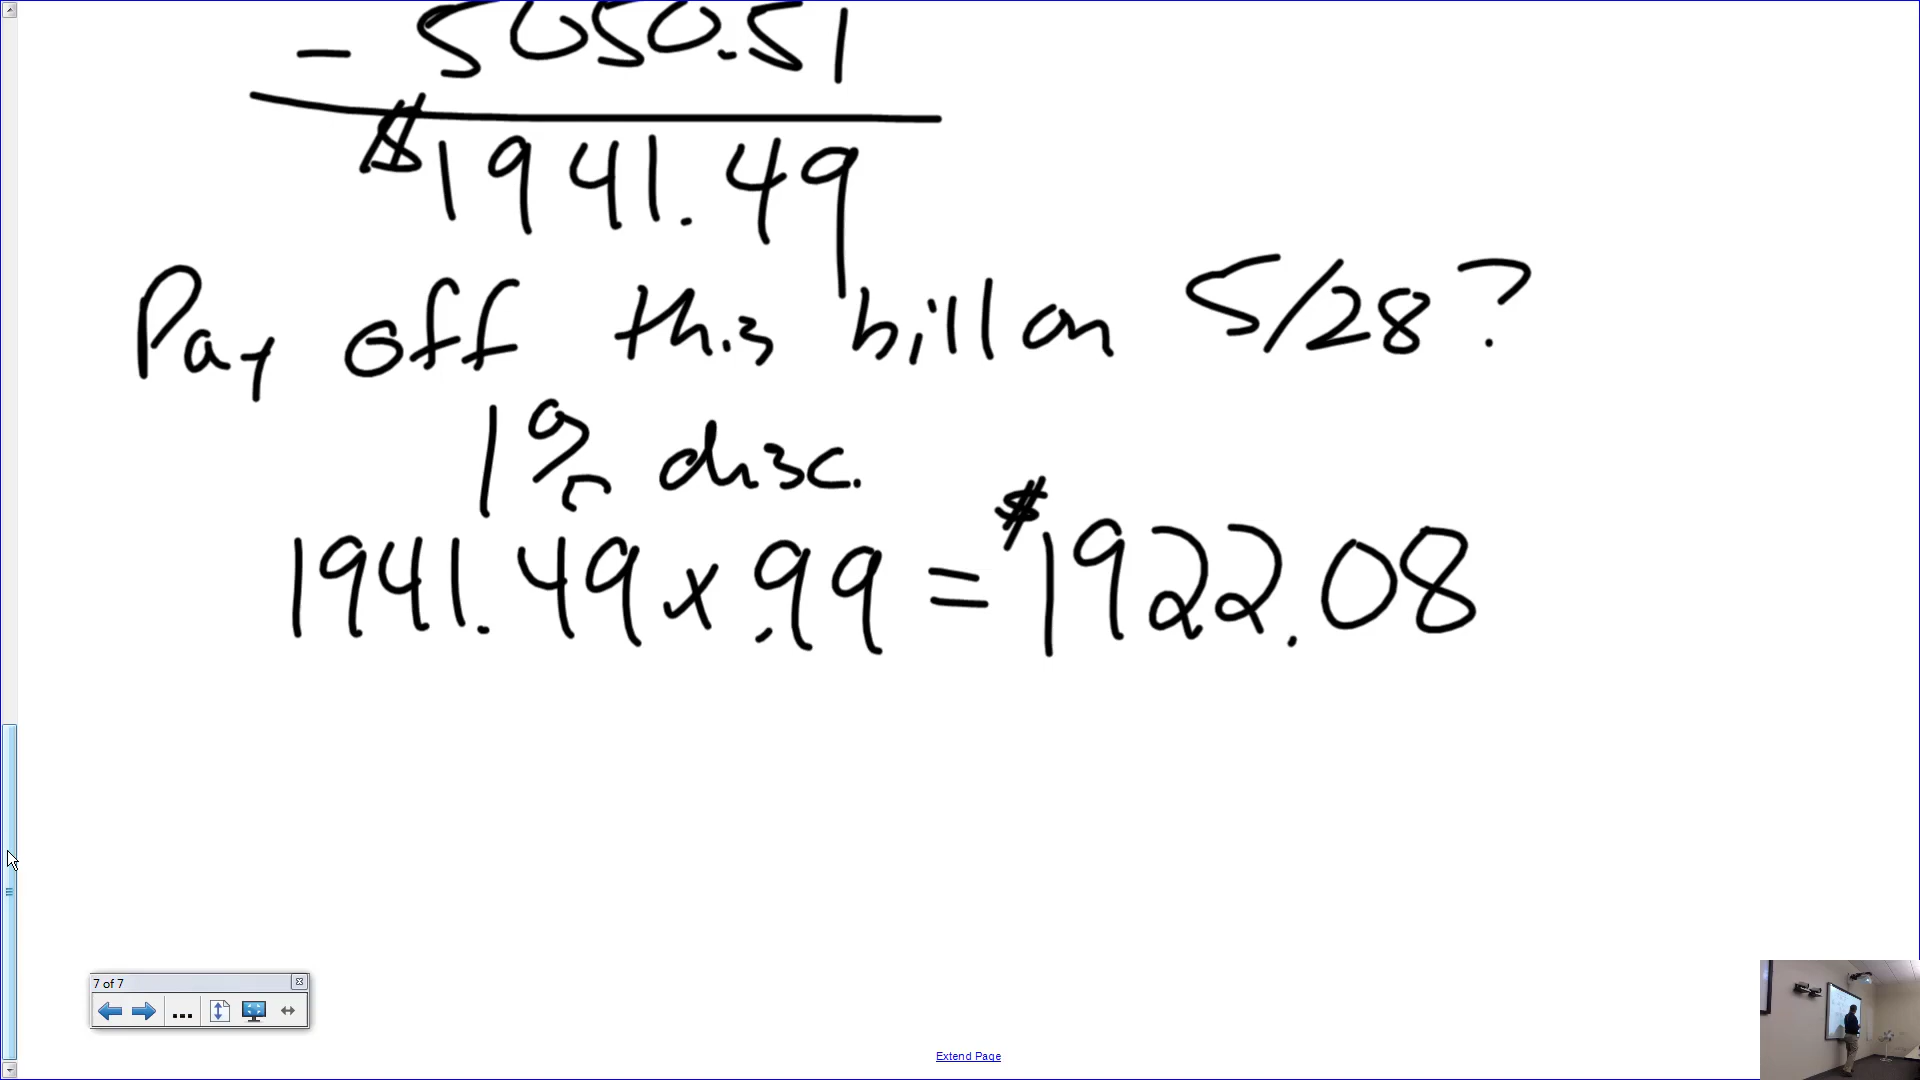 - 5050.51
$1941.49
Pay off this bill on 5/28?
1% disc.
1941.49 x .99 = $1922.08
7 of 7
...
Extend Page